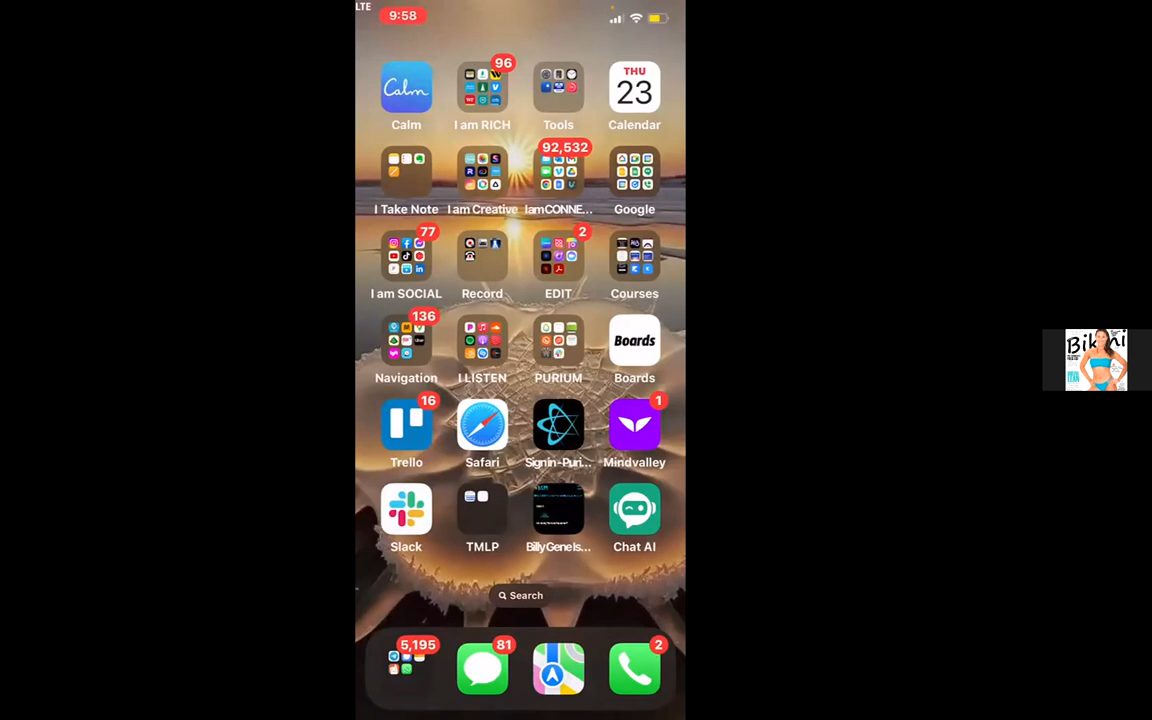 LTE
9:58
96
Calm
THU
23
Calm
I am RICH
Tools
Calendar
92,532
I Take Note
I am Creative
IamCONNE...
Google
77
2
I am SOCIAL
Record
EDIT
Courses
136
Boards
Navigation
I LISTEN
PURIUM
Boards
16
1
Trello
Safari
Signin-Puri...
Mindvalley
Slack
TMLP
BillyGeneIs...
Chat AI
Search
5,195
81
2